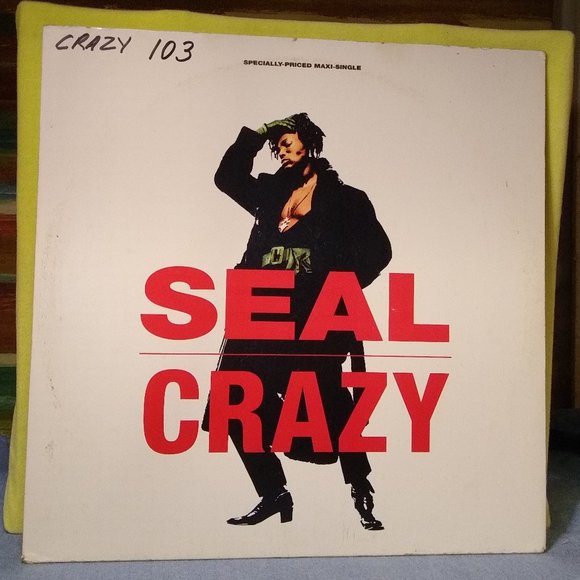 CRAZY 103
SPECIALLY-PRICED MAXI-SINGLE
SEAL
CRAZY